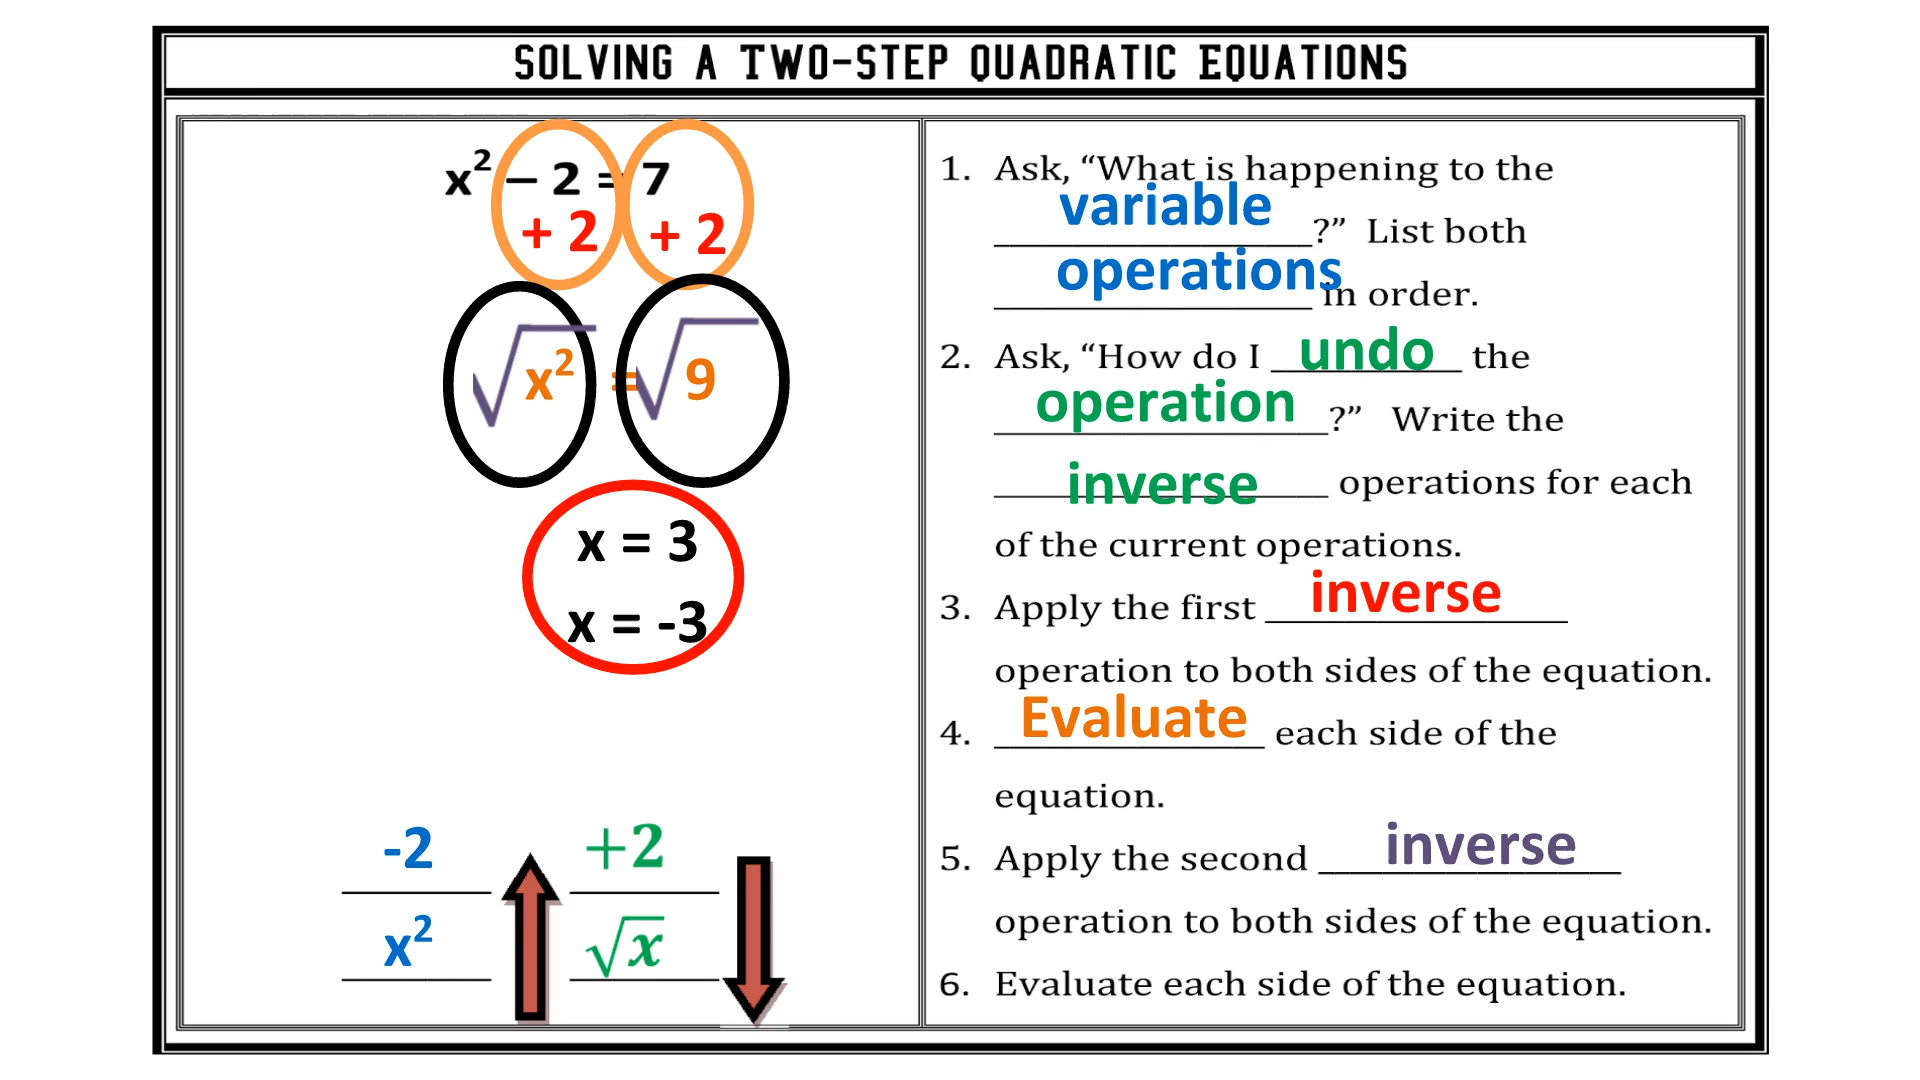 SOLVING A TWO-STEP QUADRATIC EQUATIONS
x² – 2 = 7
+ 2 + 2
√x² = √9
x = 3
x = -3
-2 +2
x² √x
1. Ask, “What is happening to the
variable?” List both
operations in order.
2. Ask, “How do I undo the
operation?” Write the
inverse operations for each
of the current operations.
3. Apply the first inverse
operation to both sides of the equation.
4. Evaluate each side of the
equation.
5. Apply the second inverse
operation to both sides of the equation.
6. Evaluate each side of the equation.